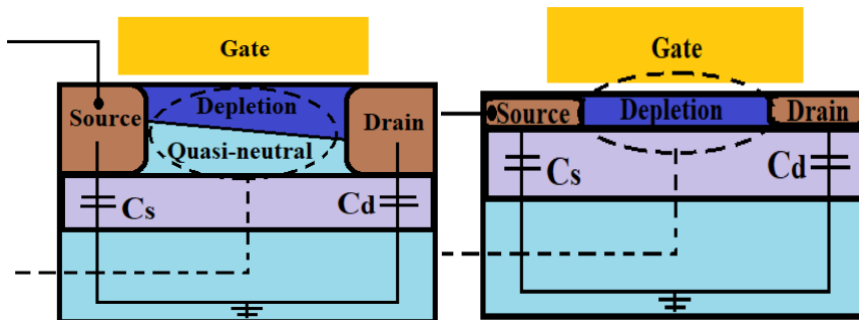 Gate
Depletion
Source
Drain
Quasi-neutral
Cs
Cd
Gate
Source
Depletion
Drain
Cs
Cd